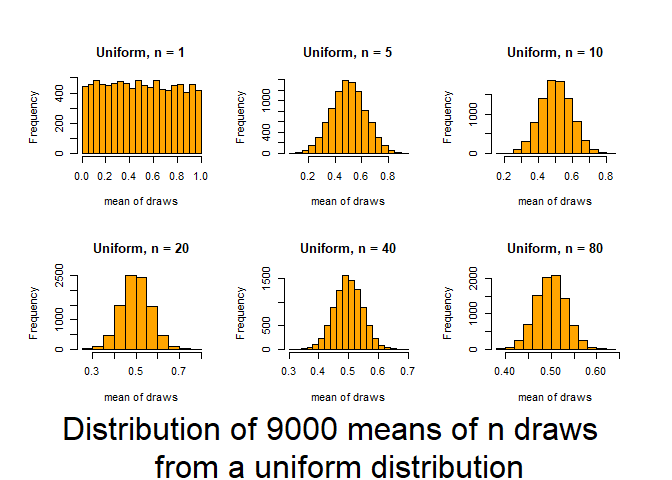 Uniform, n = 1
Frequency
0 200 400
0.0 0.2 0.4 0.6 0.8 1.0
mean of draws
Uniform, n = 5
Frequency
0 400 1000
0.2 0.4 0.6 0.8
mean of draws
Uniform, n = 10
Frequency
0 1000
0.2 0.4 0.6 0.8
mean of draws
Uniform, n = 20
Frequency
0 1000 2500
0.3 0.5 0.7
mean of draws
Uniform, n = 40
Frequency
0 500 1500
0.3 0.4 0.5 0.6 0.7
mean of draws
Uniform, n = 80
Frequency
0 1000 2000
0.40 0.50 0.60
mean of draws
Distribution of 9000 means of n draws
from a uniform distribution